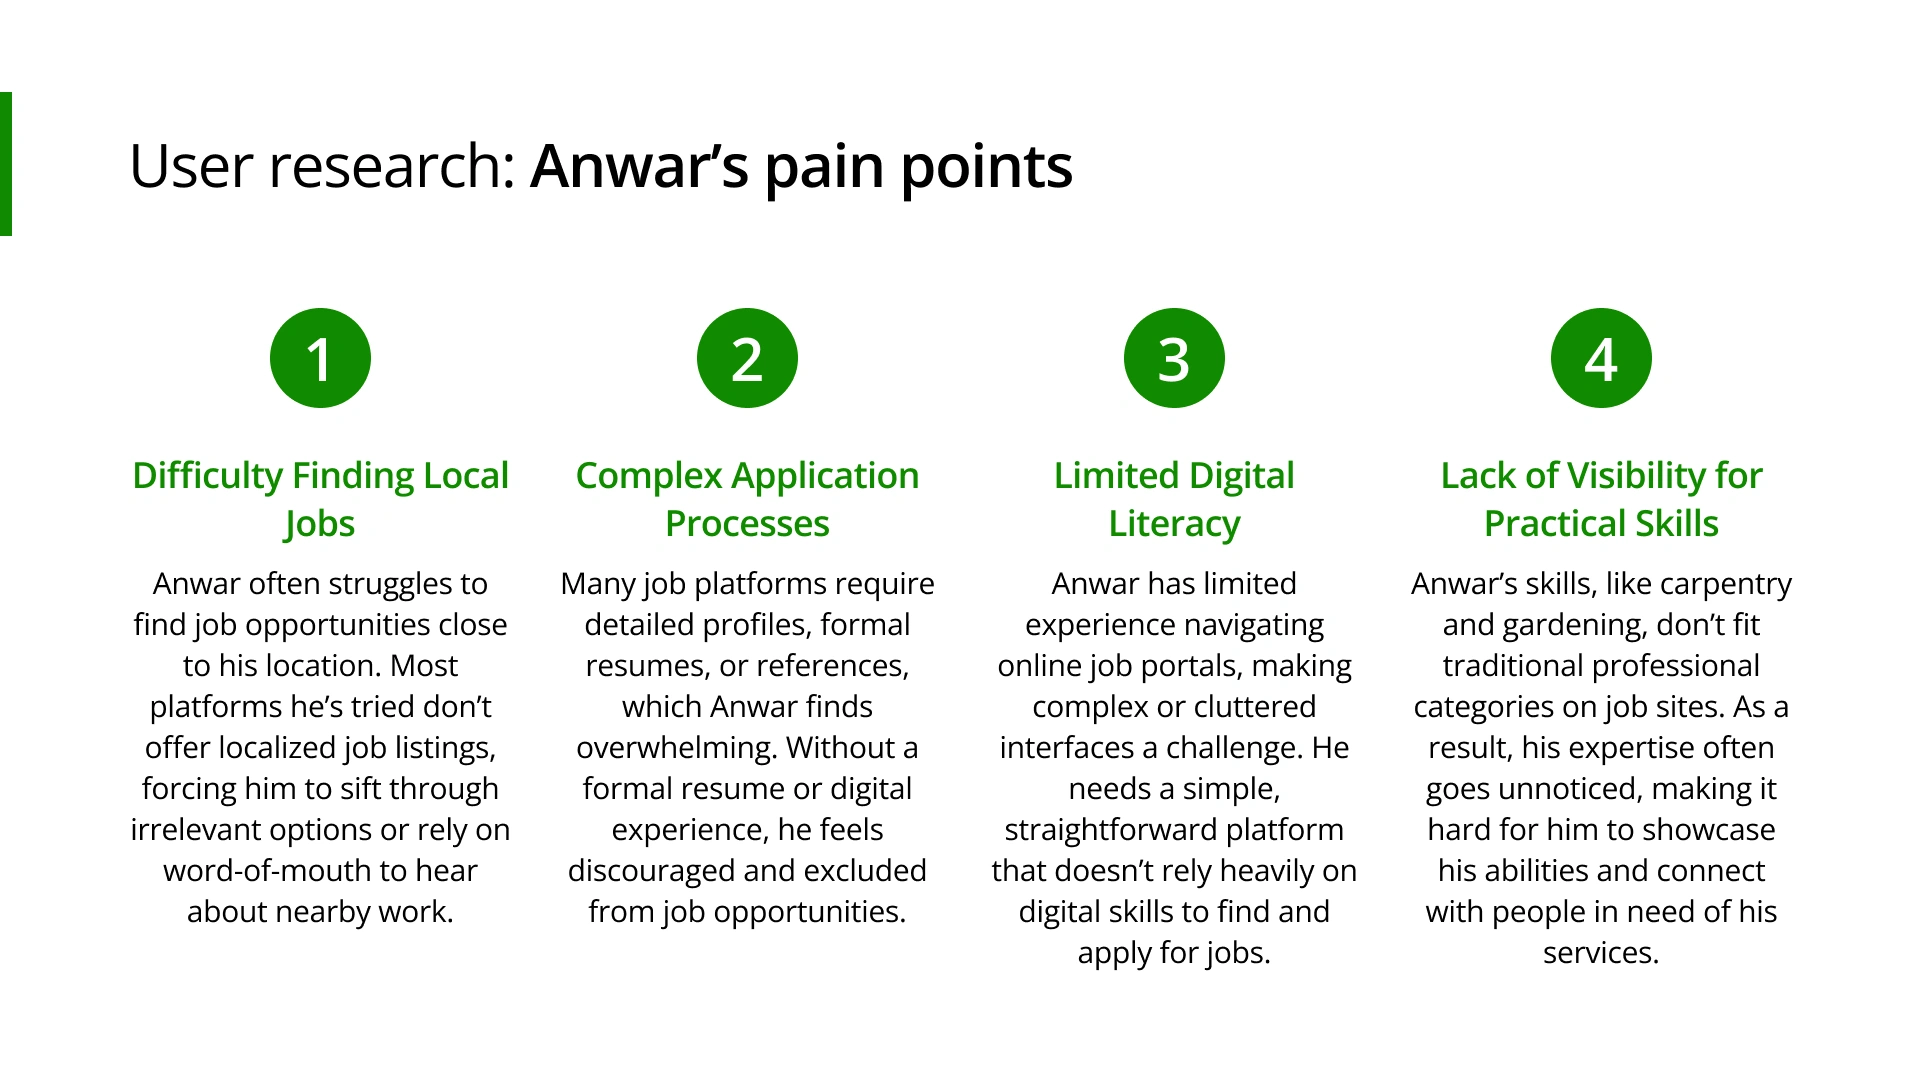 User research: Anwar’s pain points
1
Difficulty Finding Local
Jobs
Anwar often struggles to
find job opportunities close
to his location. Most
platforms he’s tried don’t
offer localized job listings,
forcing him to sift through
irrelevant options or rely on
word-of-mouth to hear
about nearby work.
2
Complex Application
Processes
Many job platforms require
detailed profiles, formal
resumes, or references,
which Anwar finds
overwhelming. Without a
formal resume or digital
experience, he feels
discouraged and excluded
from job opportunities.
3
Limited Digital
Literacy
Anwar has limited
experience navigating
online job portals, making
complex or cluttered
interfaces a challenge. He
needs a simple,
straightforward platform
that doesn’t rely heavily on
digital skills to find and
apply for jobs.
4
Lack of Visibility for
Practical Skills
Anwar’s skills, like carpentry
and gardening, don’t fit
traditional professional
categories on job sites. As a
result, his expertise often
goes unnoticed, making it
hard for him to showcase
his abilities and connect
with people in need of his
services.